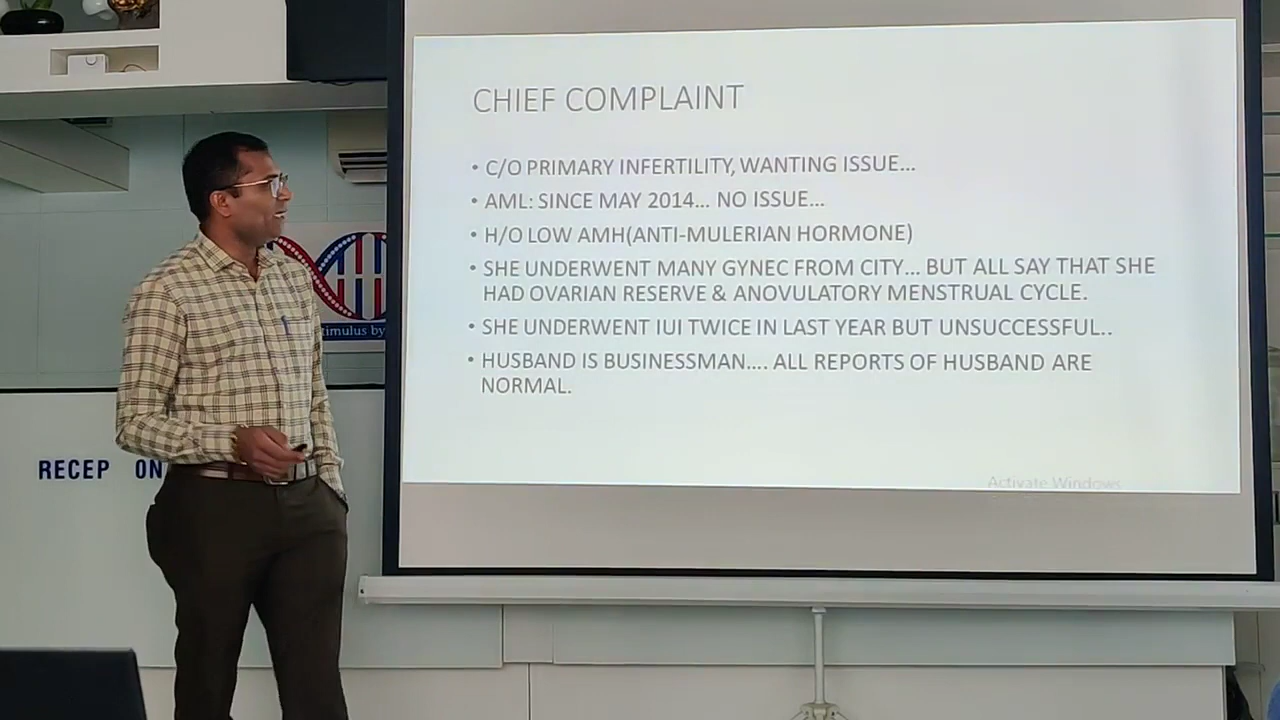 CHIEF COMPLAINT
• C/O PRIMARY INFERTILITY, WANTING ISSUE...
• AML: SINCE MAY 2014... NO ISSUE...
• H/O LOW AMH(ANTI-MULERIAN HORMONE)
• SHE UNDERWENT MANY GYNEC FROM CITY... BUT ALL SAY THAT SHE
HAD OVARIAN RESERVE & ANOVULATORY MENSTRUAL CYCLE.
• SHE UNDERWENT IUI TWICE IN LAST YEAR BUT UNSUCCESSFUL..
• HUSBAND IS BUSINESSMAN.... ALL REPORTS OF HUSBAND ARE
NORMAL.
Activate Windows
timulus by
RECEP ON